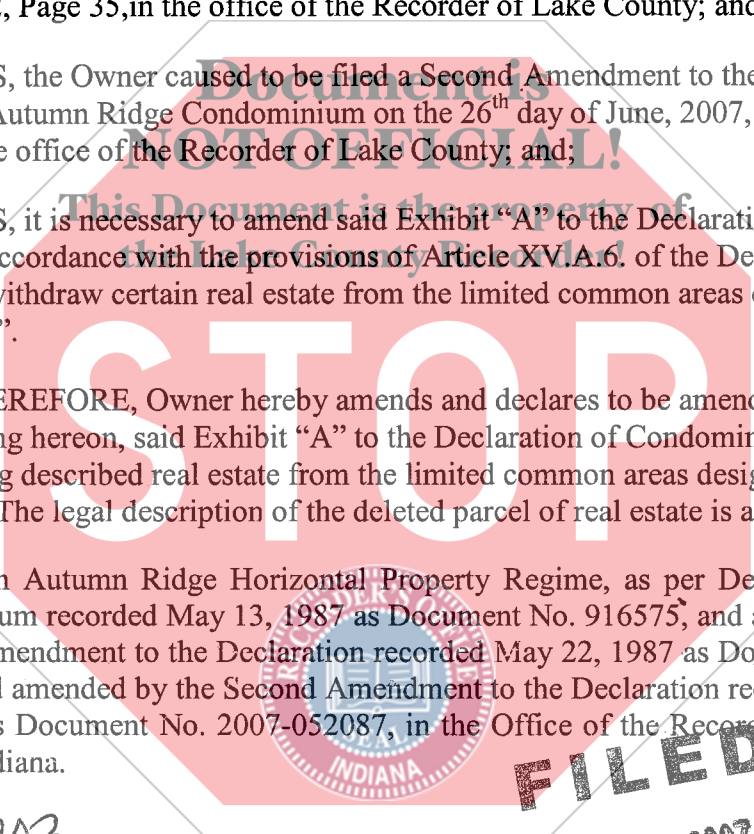 , Page 35,in the office of the Recorder of Lake County; and
S, the Owner caused to be filed a Second Amendment to the
Autumn Ridge Condominium on the 26th day of June, 2007,
e office of the Recorder of Lake County; and;
Document is
NOT OFFICIAL!
This Document is the property of
the Lake County Recorder!
S, it is necessary to amend said Exhibit “A” to the Declarati
ccordance with the provisions of Article XV.A.6. of the De
withdraw certain real estate from the limited common areas
”.
STOP
EREFORE, Owner hereby amends and declares to be amend
ng hereon, said Exhibit “A” to the Declaration of Condomin
g described real estate from the limited common areas desig
The legal description of the deleted parcel of real estate is a
n Autumn Ridge Horizontal Property Regime, as per De
um recorded May 13, 1987 as Document No. 916575, and a
mendment to the Declaration recorded May 22, 1987 as Do
d amended by the Second Amendment to the Declaration re
s Document No. 2007-052087, in the Office of the Recor
diana.
RECORDER'S OFFICE
SEAL
INDIANA
FILED